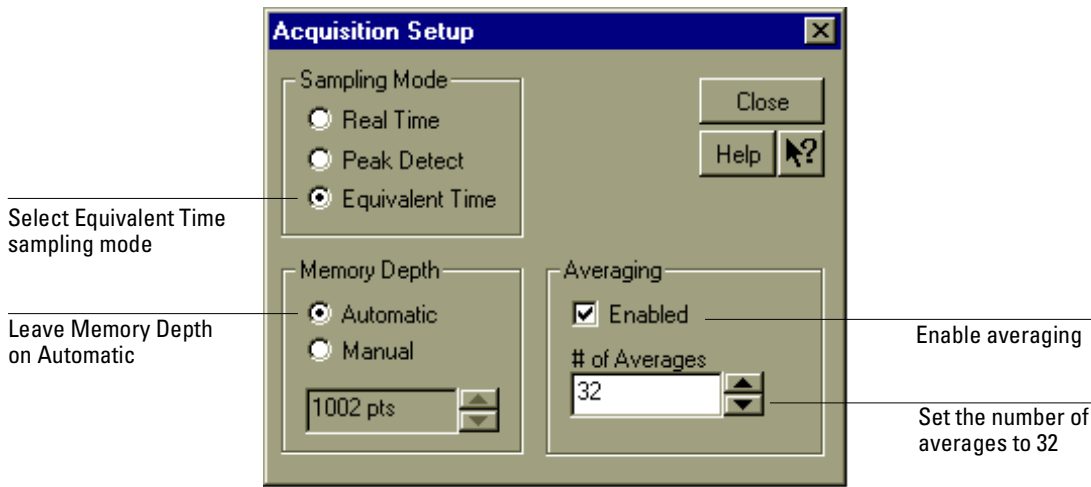 Acquisition Setup
Sampling Mode
Real Time
Peak Detect
Equivalent Time
Close
Help
?
Select Equivalent Time
sampling mode
Memory Depth
Automatic
Manual
1002 pts
Leave Memory Depth
on Automatic
Averaging
Enabled
# of Averages
32
Enable averaging
Set the number of
averages to 32